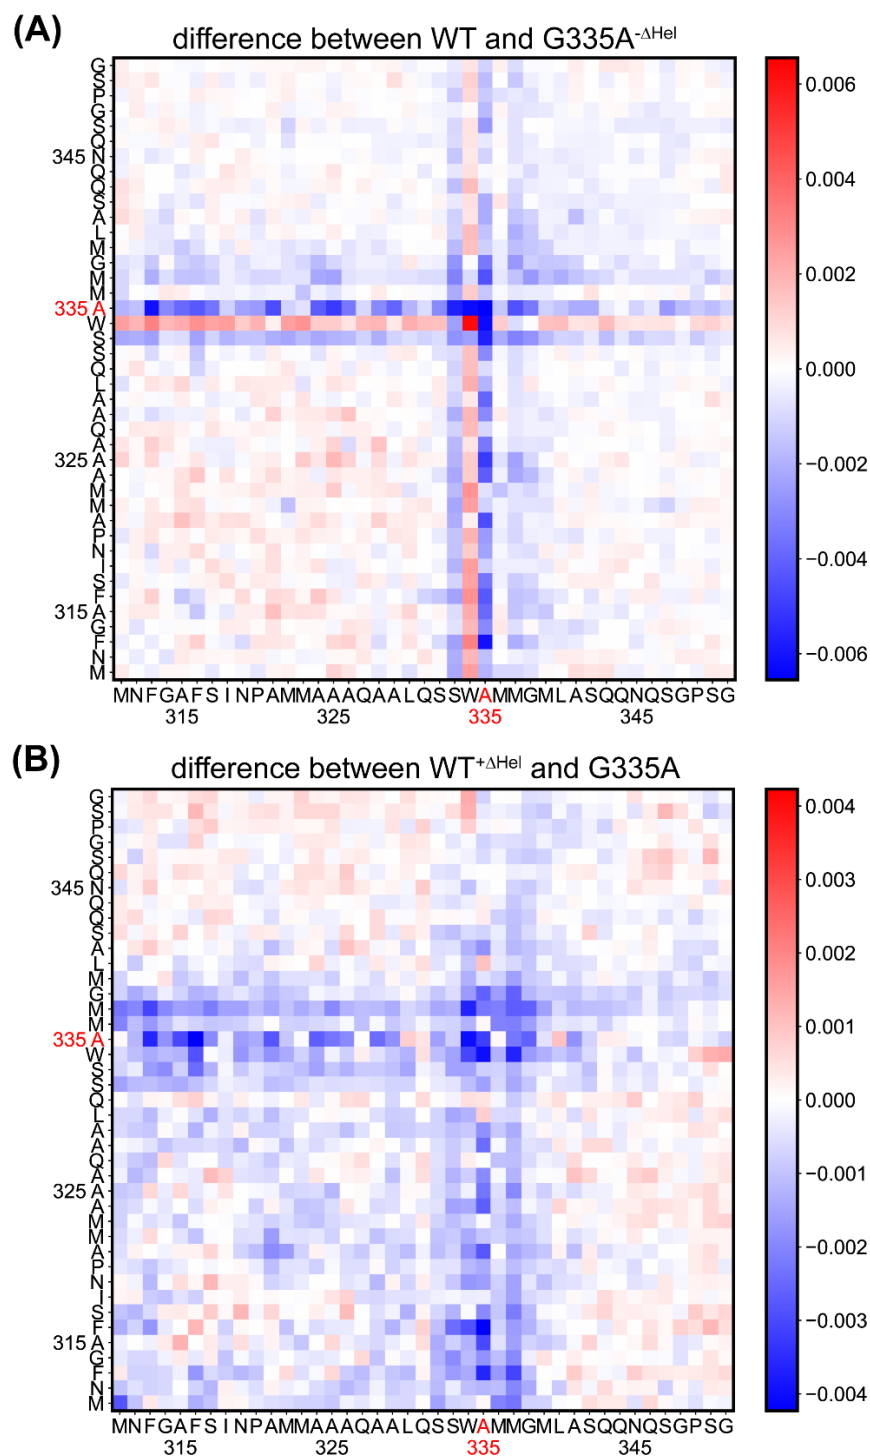 (A)
difference between WT and G335A-ΔHel
G
S
P
G
S
Q
345 N
Q
Q
S
A
L
M
G
M
M
335 A
W
S
S
Q
L
A
A
Q
A
325 A
A
M
M
A
P
N
I
S
F
315 A
G
F
N
M
MNFGAFSINPAMMAAAQAALQSSWAMMGMLASQQNQSGPSG
315 325 335 345
0.006
0.004
0.002
0.000
−0.002
−0.004
−0.006
(B)
difference between WT+ΔHel and G335A
G
S
P
G
S
Q
345 N
Q
Q
S
A
L
M
G
M
M
335 A
W
S
S
Q
L
A
A
Q
A
325 A
A
M
M
A
P
N
I
S
F
315 A
G
F
N
M
MNFGAFSINPAMMAAAQAALQSSWAMMGMLASQQNQSGPSG
315 325 335 345
0.004
0.003
0.002
0.001
0.000
−0.001
−0.002
−0.003
−0.004